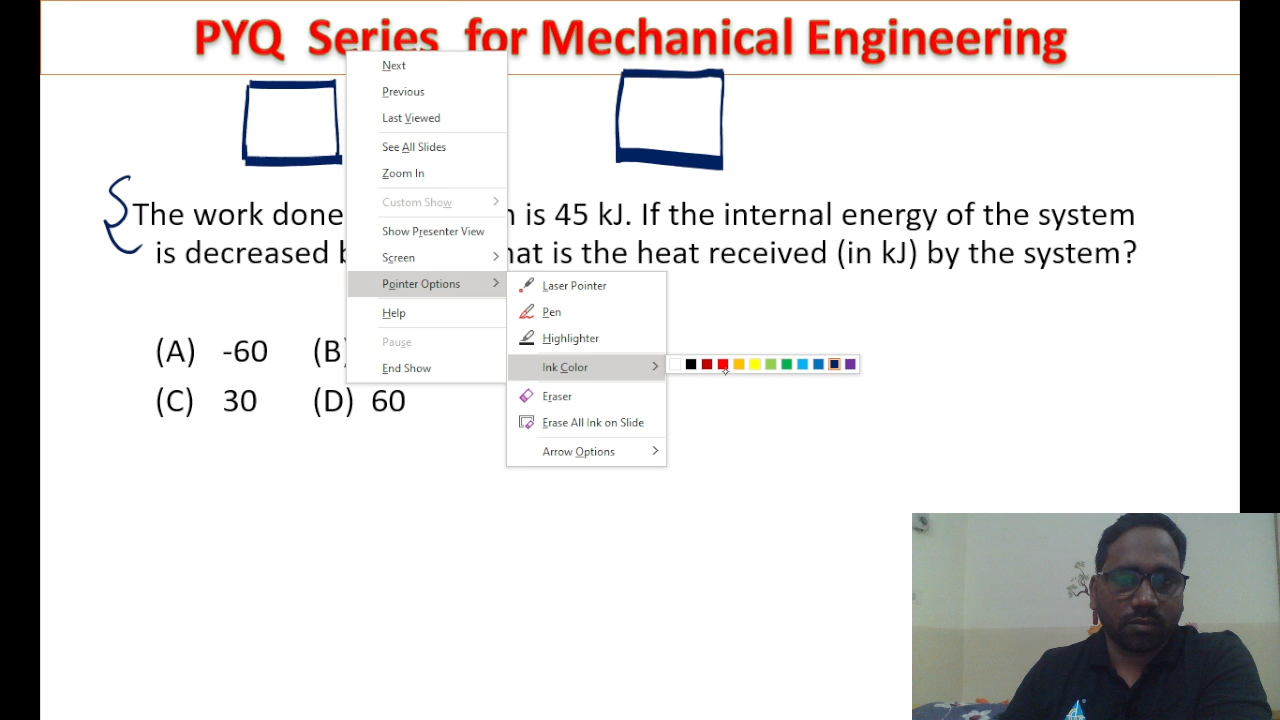 PYQ Series for Mechanical Engineering
Next
Previous
Last Viewed
See All Slides
Zoom In
Custom Show
Show Presenter View
Screen
Pointer Options
Help
Pause
End Show
The work done is 45 kJ. If the internal energy of the system
is decreased is the heat received (in kJ) by the system?
Laser Pointer
Pen
Highlighter
Ink Color
Eraser
Erase All Ink on Slide
Arrow Options
(A) -60 (B
(C) 30 (D) 60